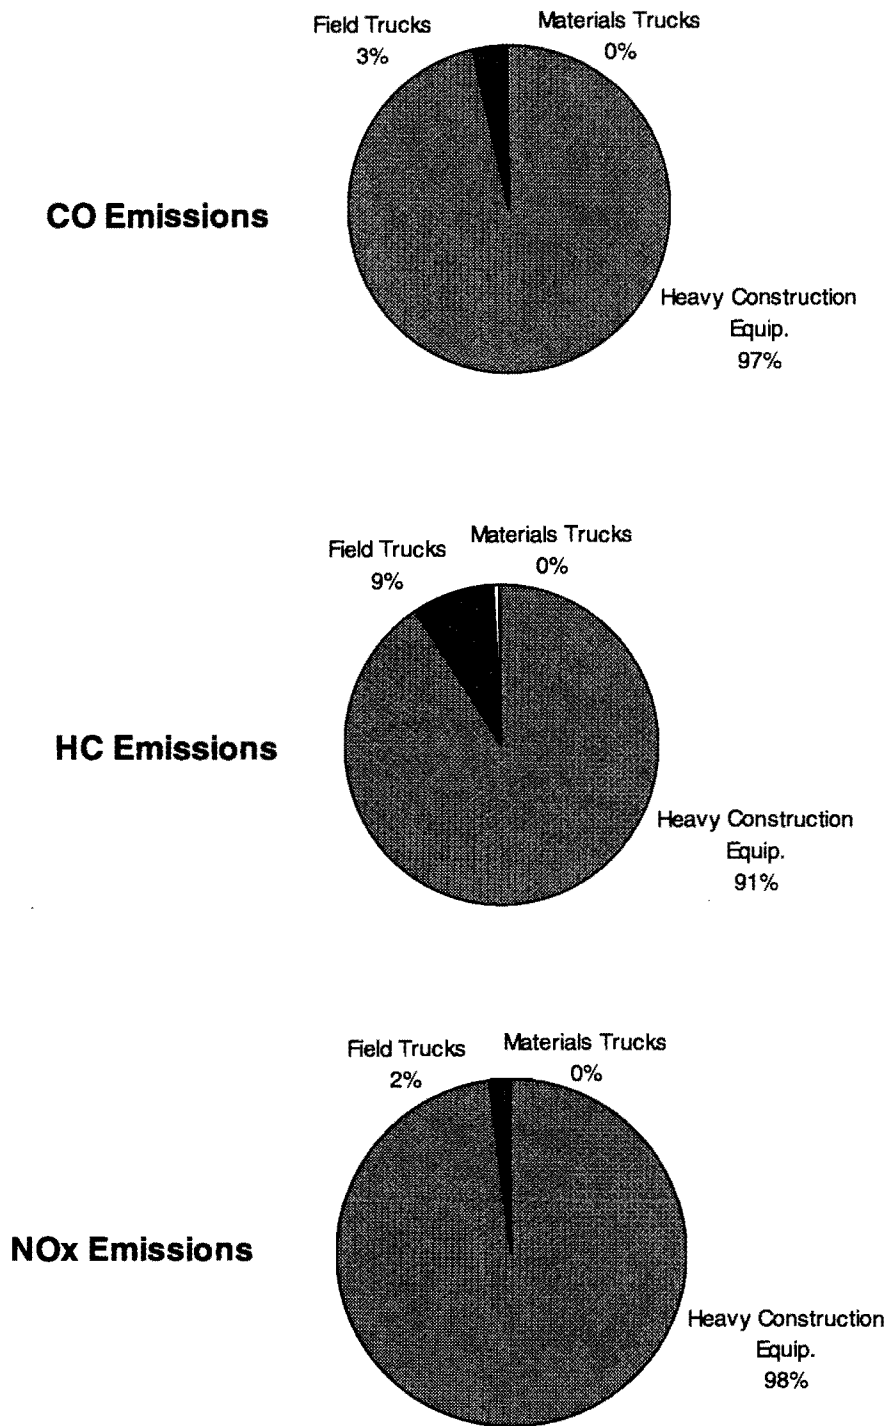 Field Trucks
3%
Materials Trucks
0%
CO Emissions
Heavy Construction
Equip.
97%
Field Trucks
9%
Materials Trucks
0%
HC Emissions
Heavy Construction
Equip.
91%
Field Trucks
2%
Materials Trucks
0%
NOx Emissions
Heavy Construction
Equip.
98%